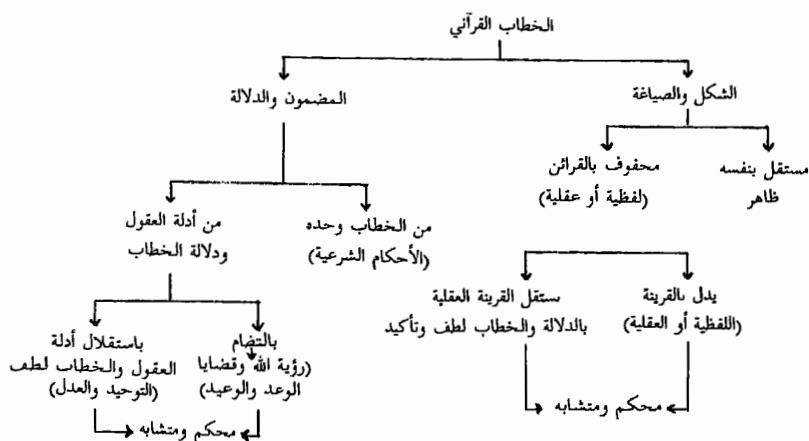 الخطاب القرآني
الشكل والصياغة
المضمون والدلالة
مستقل بنفسه
ظاهر
محفوف بالقرائن
(لفظية أو عقلية)
من الخطاب وحده
(الأحكام الشرعية)
من أدلة العقول
ودلالة الخطاب
يدل بالقرينة
(اللفظية أو العقلية)
ستقل القرينة العقلية
بالدلالة والخطاب لطف وتأكيد
بالتضام
(رؤية الله وقضايا
الوعد والوعيد)
باستقلال أدلة
العقول والخطاب لطف
(التوحيد والعدل)
محكم ومتشابه
محكم ومتشابه